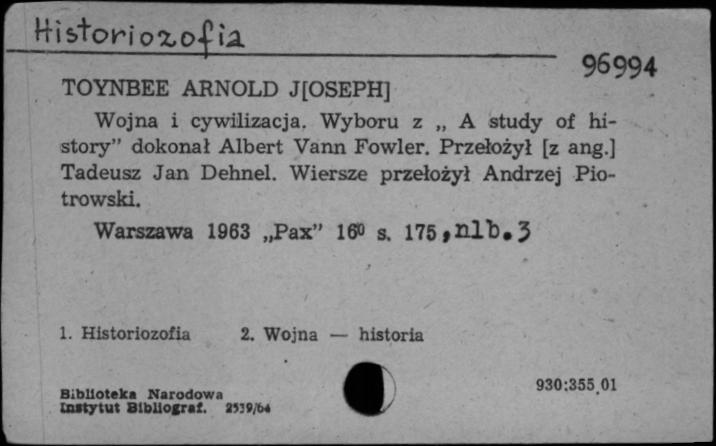 Historiozofia
96994
TOYNBEE ARNOLD J[OSEPH]
Wojna i cywilizacja. Wyboru z „ A study of hi-
story” dokonał Albert Vann Fowler. Przełożył [z ang.]
Tadeusz Jan Dehnel. Wiersze przełożył Andrzej Pio-
trowski.
Warszawa 1963 „Pax” 16⁰ s. 175, nlb. 3
1. Historiozofia 2. Wojna — historia
Biblioteka Narodowa
Instytut Bibliograf. 2539/64
930:355.01